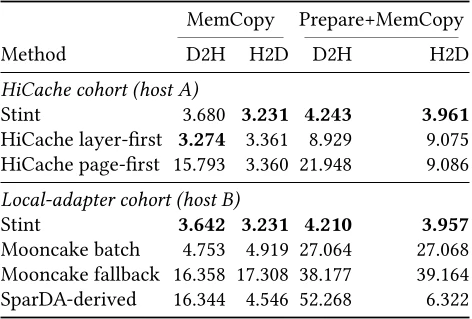 MemCopy Prepare+MemCopy
Method D2H H2D D2H H2D
HiCache cohort (host A)
Stint 3.680 3.231 4.243 3.961
HiCache layer-first 3.274 3.361 8.929 9.075
HiCache page-first 15.793 3.360 21.948 9.086
Local-adapter cohort (host B)
Stint 3.642 3.231 4.210 3.957
Mooncake batch 4.753 4.919 27.064 27.068
Mooncake fallback 16.358 17.308 38.177 39.164
SparDA-derived 16.344 4.546 52.268 6.322